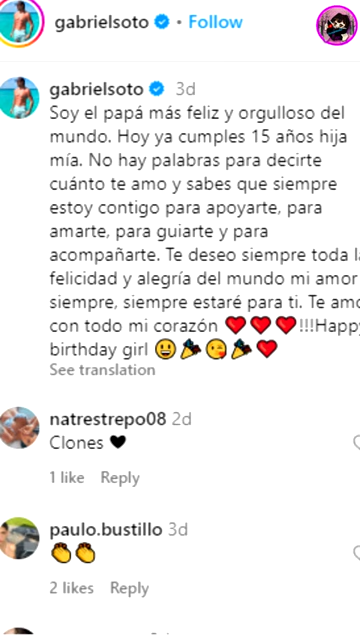 gabrielsoto • Follow
gabrielsoto 3d
Soy el papá más feliz y orgulloso del
mundo. Hoy ya cumples 15 años hija
mía. No hay palabras para decirte
cuánto te amo y sabes que siempre
estoy contigo para apoyarte, para
amarte, para guiarte y para
acompañarte. Te deseo siempre toda
felicidad y alegría del mundo mi amor
siempre, siempre estaré para ti. Te
con todo mi corazón ❤️❤️❤️!!!Happy
birthday girl 😀🎉😘🎉❤️
See translation
natrestrepo08 2d
Clones 🖤
1 like Reply
paulo.bustillo 3d
👏👏
2 likes Reply